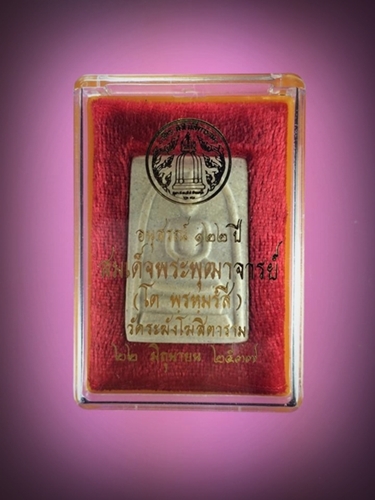 อนุสรณ์ ๑๒๒ ปี
สมเด็จพระพุฒาจารย์
(โต พรหมรังสี)
วัดระฆังโฆสิตาราม
๒๒ มิถุนายน ๒๕๓๗